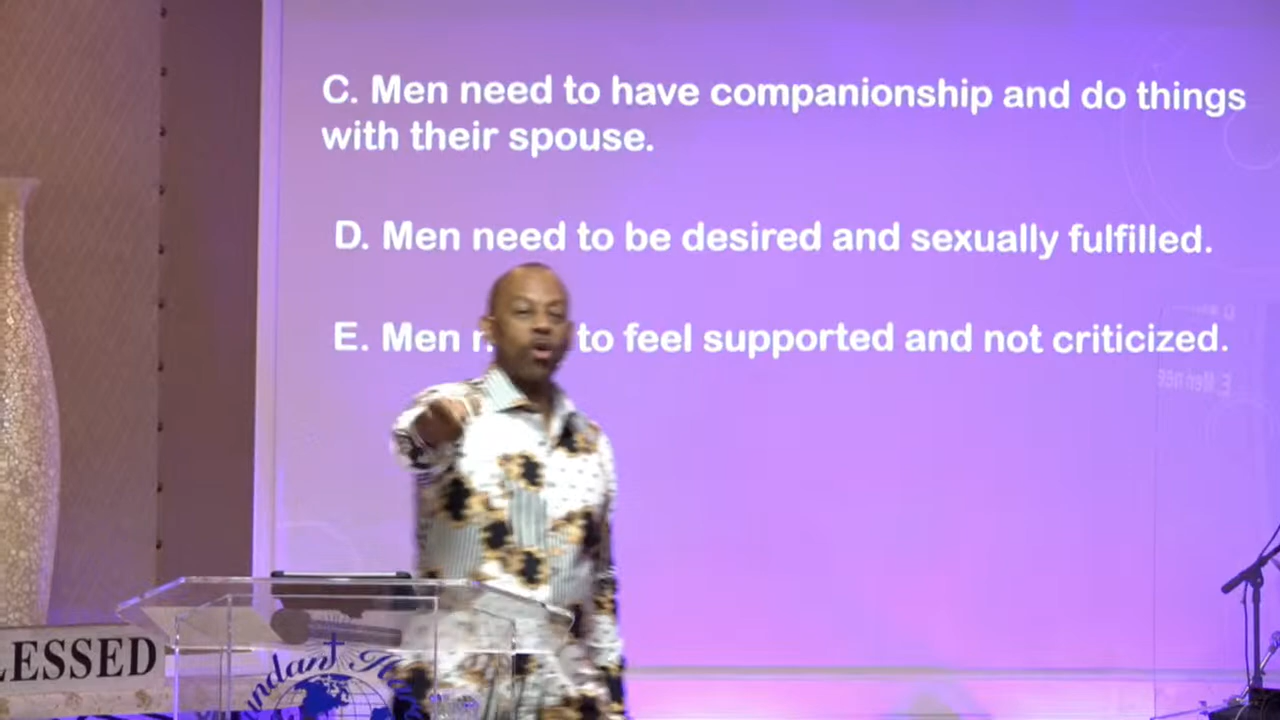 C. Men need to have companionship and do things
with their spouse.
D. Men need to be desired and sexually fulfilled.
E. Men to feel supported and not criticized.
LESSED